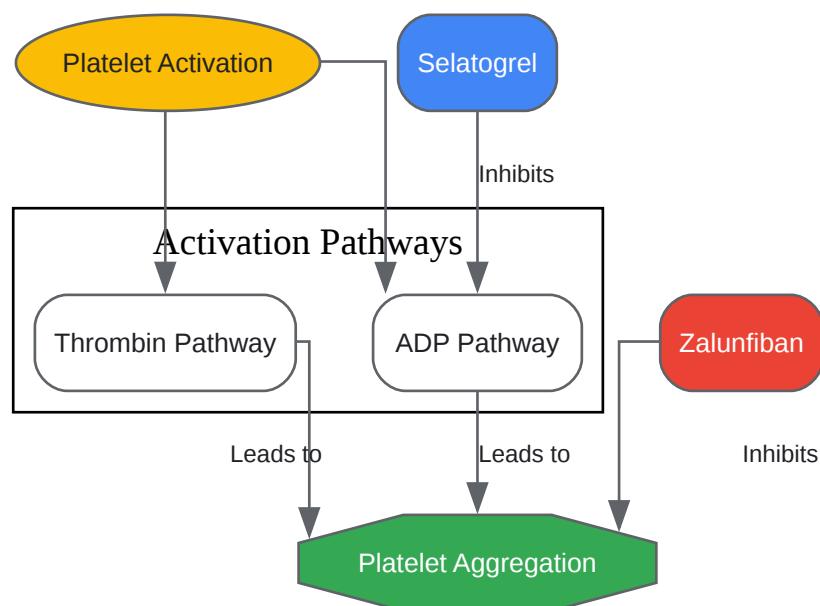 Platelet Activation
Selatogrel
Inhibits
Activation Pathways
Thrombin Pathway
ADP Pathway
Zalunfiban
Leads to
Leads to
Inhibits
Platelet Aggregation